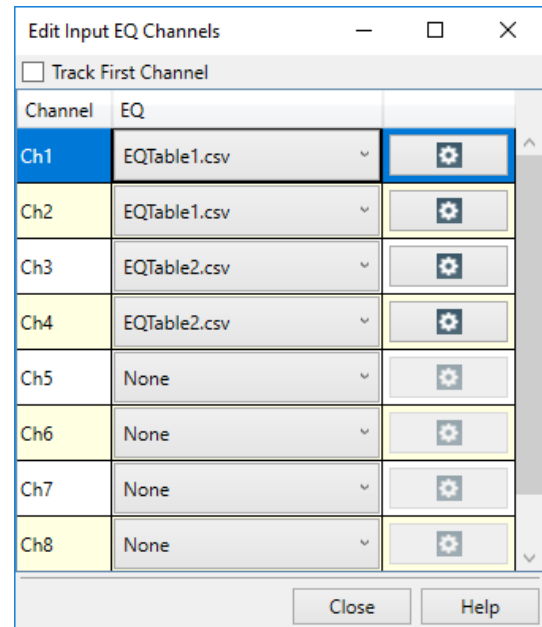 Edit Input EQ Channels
Track First Channel
Channel EQ
Ch1 EQTable1.csv
Ch2 EQTable1.csv
Ch3 EQTable2.csv
Ch4 EQTable2.csv
Ch5 None
Ch6 None
Ch7 None
Ch8 None
Close Help